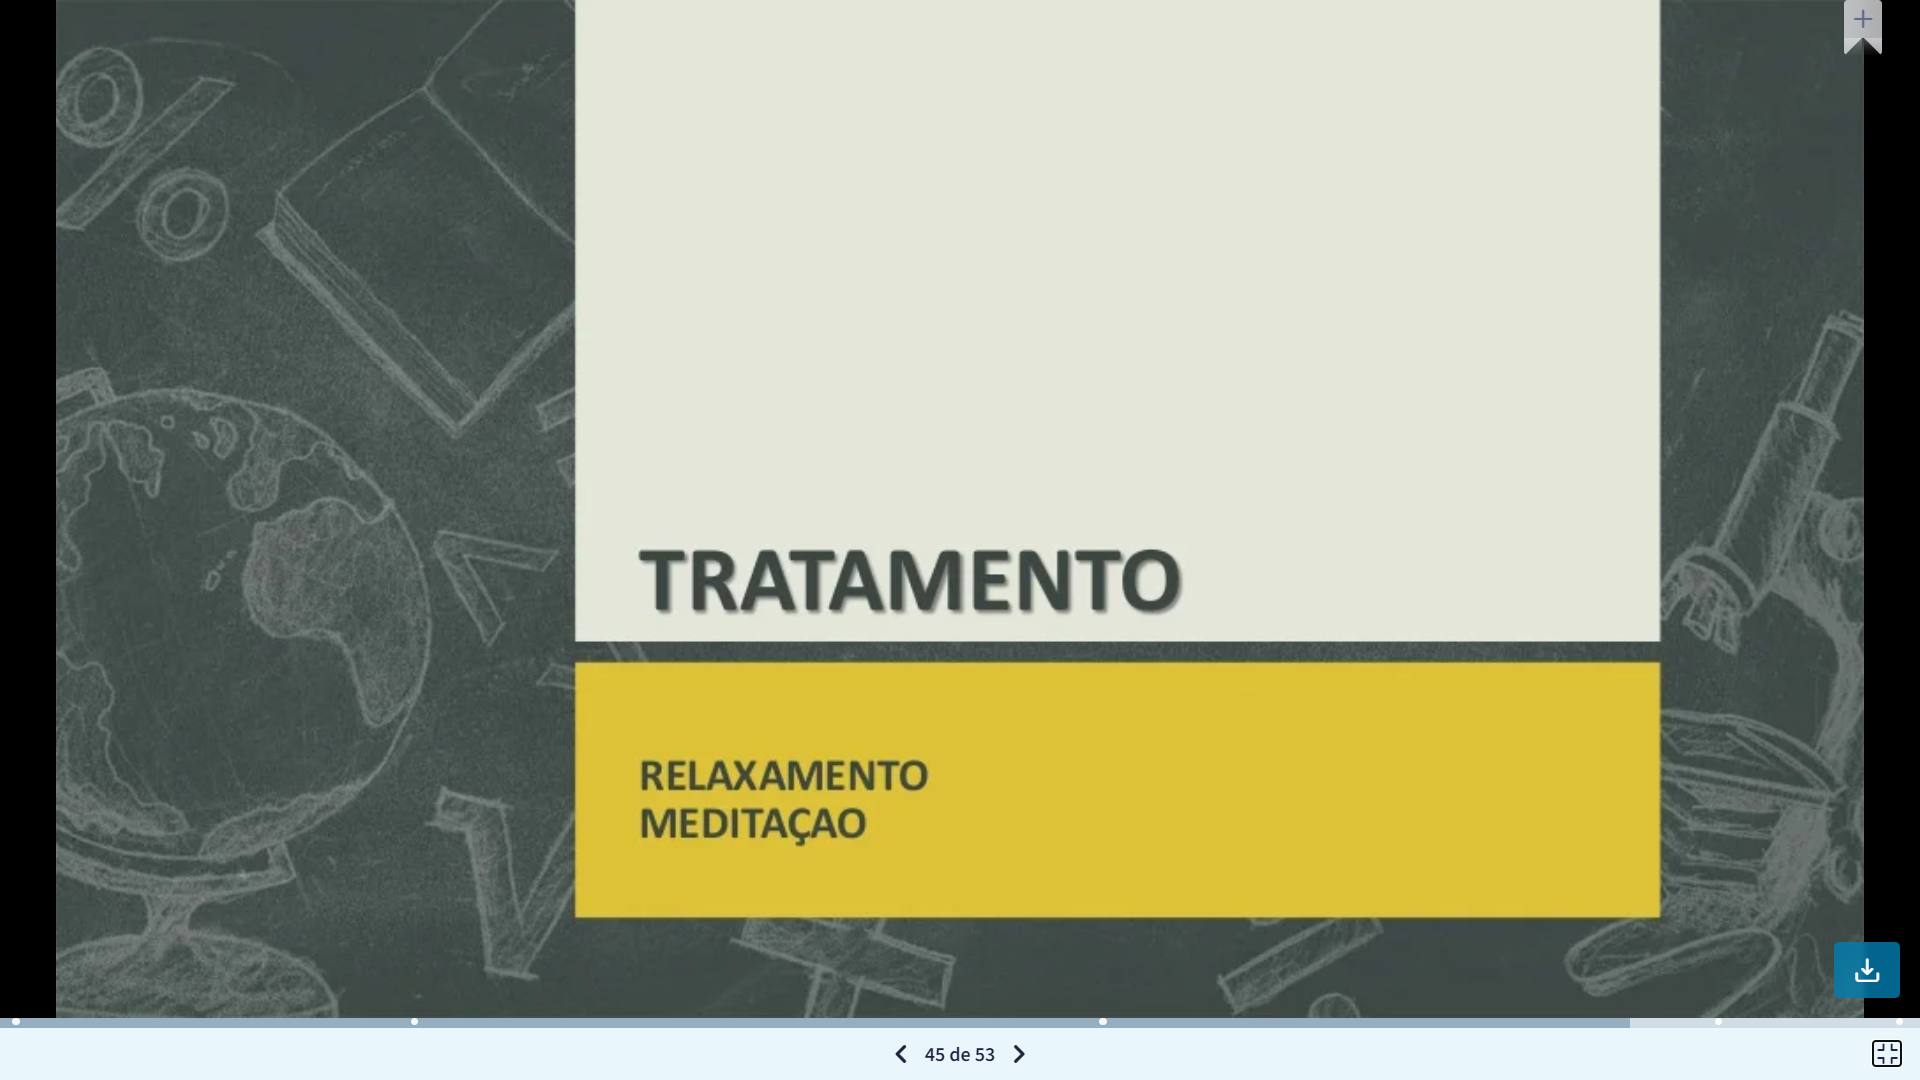 TRATAMENTO
RELAXAMENTO
MEDITAÇAO
45 de 53